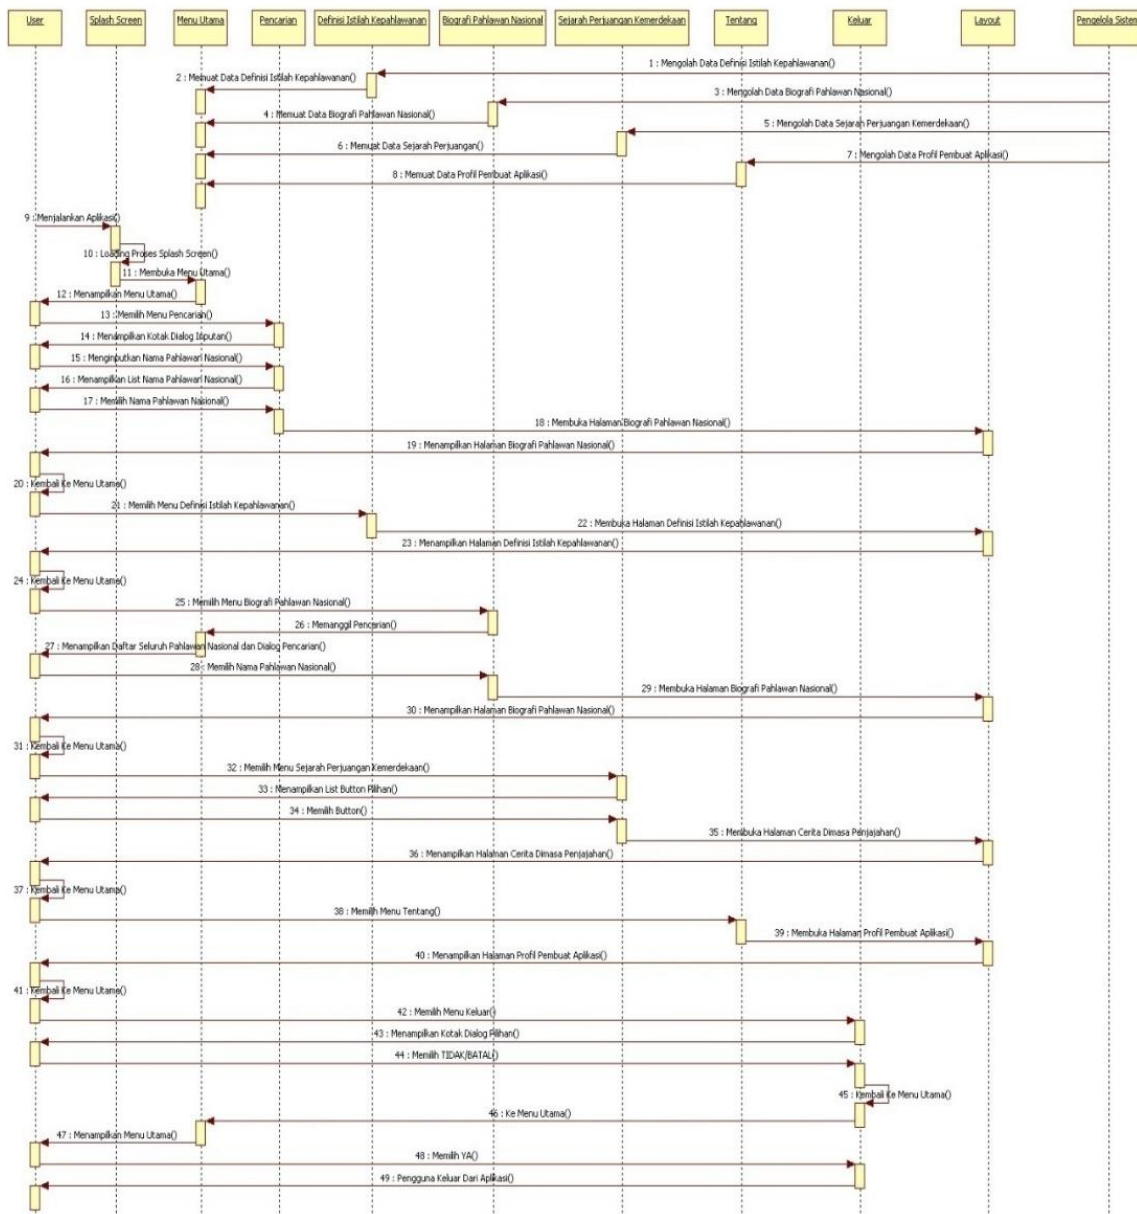 User
Splash Screen
Menu Utama
Pencarian
Definisi Istilah Kepahlawanan
Biografi Pahlawan Nasional
Sejarah Perjuangan Kemerdekaan
Tentang
Keluar
Layout
Pengelola Sistem
1 : Mengolah Data Definisi Istilah Kepahlawanan()
2 : Memuat Data Definisi Istilah Kepahlawanan()
3 : Mengolah Data Biografi Pahlawan Nasional()
4 : Memuat Data Biografi Pahlawan Nasional()
5 : Mengolah Data Sejarah Perjuangan Kemerdekaan()
6 : Memuat Data Sejarah Perjuangan()
7 : Mengolah Data Profil Pembuat Aplikasi()
8 : Memuat Data Profil Pembuat Aplikasi()
9 : Menjalankan Aplikasi()
10 : Loading Proses Splash Screen()
11 : Membuka Menu Utama()
12 : Menampilkan Menu Utama()
13 : Memilih Menu Pencarian()
14 : Menampilkan Kotak Dialog Inputan()
15 : Menginputkan Nama Pahlawan Nasional()
16 : Menampilkan List Nama Pahlawan Nasional()
17 : Memilih Nama Pahlawan Nasional()
18 : Membuka Halaman Biografi Pahlawan Nasional()
19 : Menampilkan Halaman Biografi Pahlawan Nasional()
20 : Kembali Ke Menu Utama()
21 : Memilih Menu Definisi Istilah Kepahlawanan()
22 : Membuka Halaman Definisi Istilah Kepahlawanan()
23 : Menampilkan Halaman Definisi Istilah Kepahlawanan()
24 : Kembali Ke Menu Utama()
25 : Memilih Menu Biografi Pahlawan Nasional()
26 : Memanggil Pencarian()
27 : Menampilkan Daftar Seluruh Pahlawan Nasional dan Dialog Pencarian()
28 : Memilih Nama Pahlawan Nasional()
29 : Membuka Halaman Biografi Pahlawan Nasional()
30 : Menampilkan Halaman Biografi Pahlawan Nasional()
31 : Kembali Ke Menu Utama()
32 : Memilih Menu Sejarah Perjuangan Kemerdekaan()
33 : Menampilkan List Button Pilihan()
34 : Memilih Button()
35 : Membuka Halaman Cerita Dimasa Penjajahan()
36 : Menampilkan Halaman Cerita Dimasa Penjajahan()
37 : Kembali Ke Menu Utama()
38 : Memilih Menu Tentang()
39 : Membuka Halaman Profil Pembuat Aplikasi()
40 : Menampilkan Halaman Profil Pembuat Aplikasi()
41 : Kembali Ke Menu Utama()
42 : Memilih Menu Keluar()
43 : Menampilkan Kotak Dialog Pilihan()
44 : Memilih TIDAK/BATAL()
45 : Kembali Ke Menu Utama()
46 : Ke Menu Utama()
47 : Menampilkan Menu Utama()
48 : Memilih YA()
49 : Pengguna Keluar Dari Aplikasi()